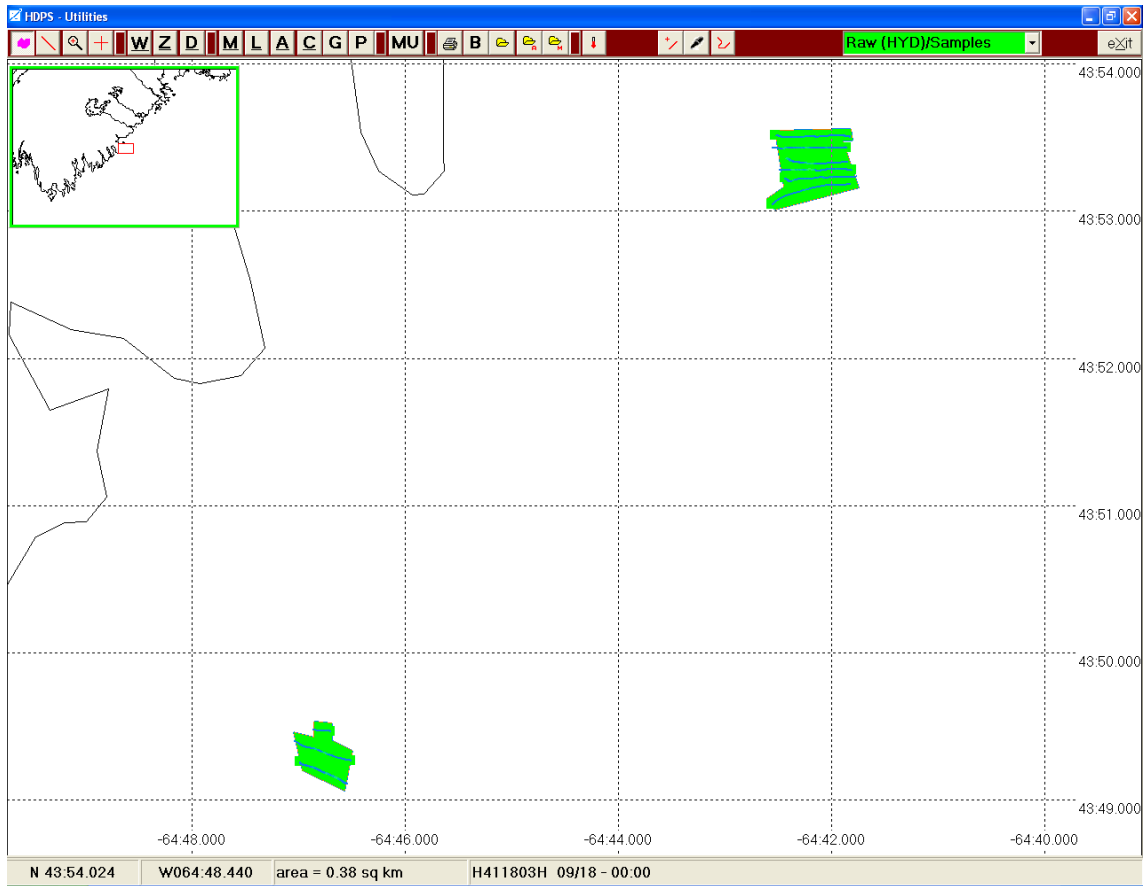 HDPS - Utilities
W Z D M L A C G P MU B Raw (HYD)/Samples eXit
43:54.000
43:53.000
43:52.000
43:51.000
43:50.000
43:49.000
-64:48.000 -64:46.000 -64:44.000 -64:42.000 -64:40.000
N 43:54.024 W064:48.440 area = 0.38 sq km H411803H 09/18 - 00:00